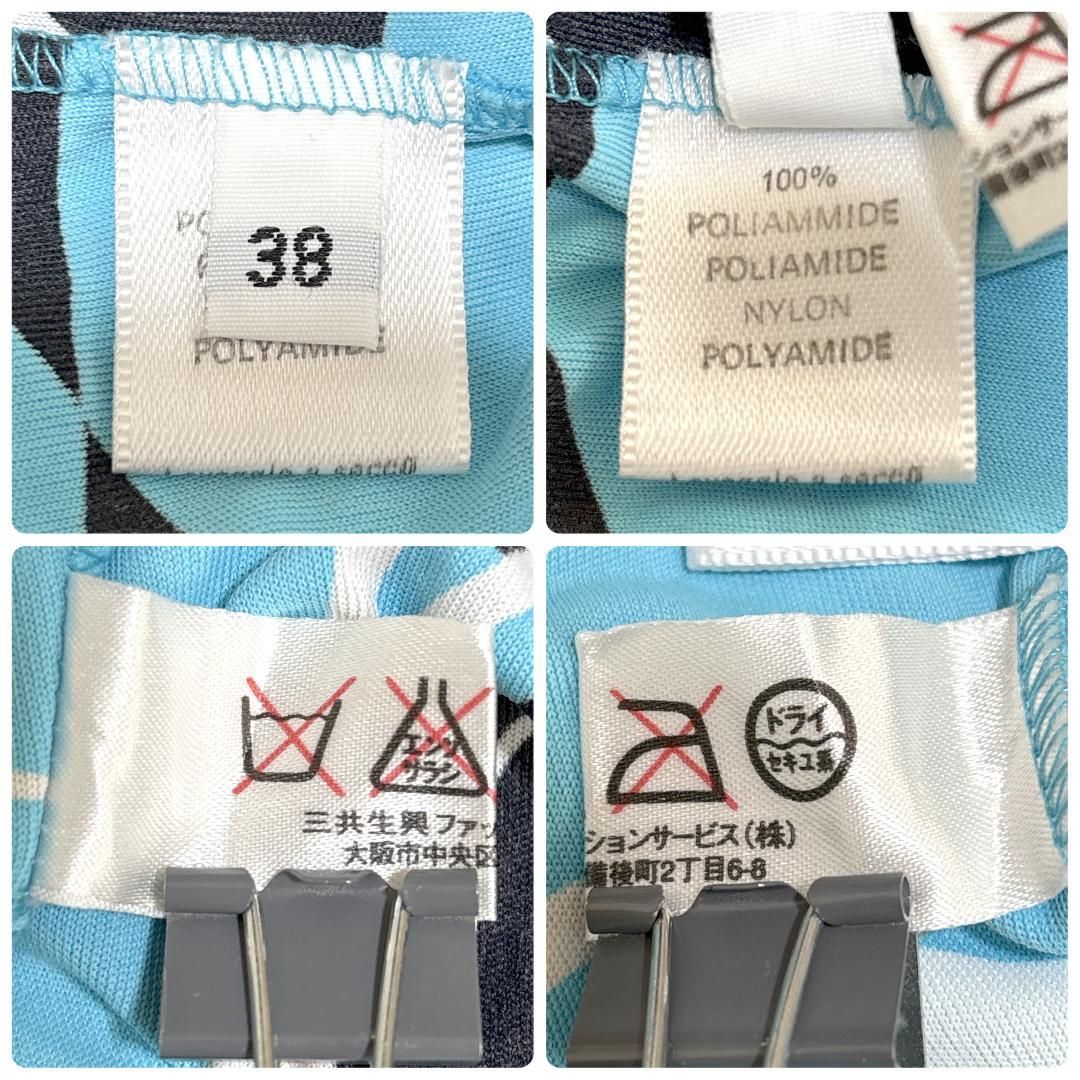 38
POLYAMIDE
100%
POLIAMMIDE
POLIAMIDE
NYLON
POLYAMIDE
エンソ
サラシ
三共生興ファッ
大阪市中央区
ドライ
セキユ系
ションサービス(株)
備後町2丁目6-8